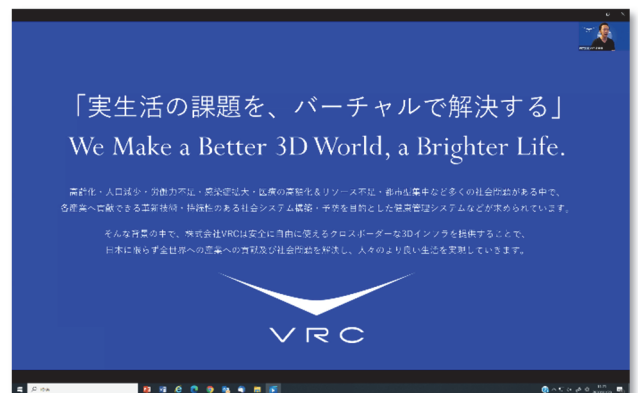 「実生活の課題を、バーチャルで解決する」
We Make a Better 3D World, a Brighter Life.
高齢化・人口減少・労働力不足・感染症拡大・医療の高額化&リソース不足・都市型集中など多くの社会問題がある中で、
各産業へ貢献できる革新技術・持続性のある社会システム構築・予防を目的とした健康管理システムなどが求められています。
そんな背景の中で、株式会社VRCは安全に自由に使えるクロスボーダーな3Dインフラを提供することで、
日本に限らず全世界への産業への貢献及び社会問題を解決し、人々のより良い生活を実現していきます。
VRC